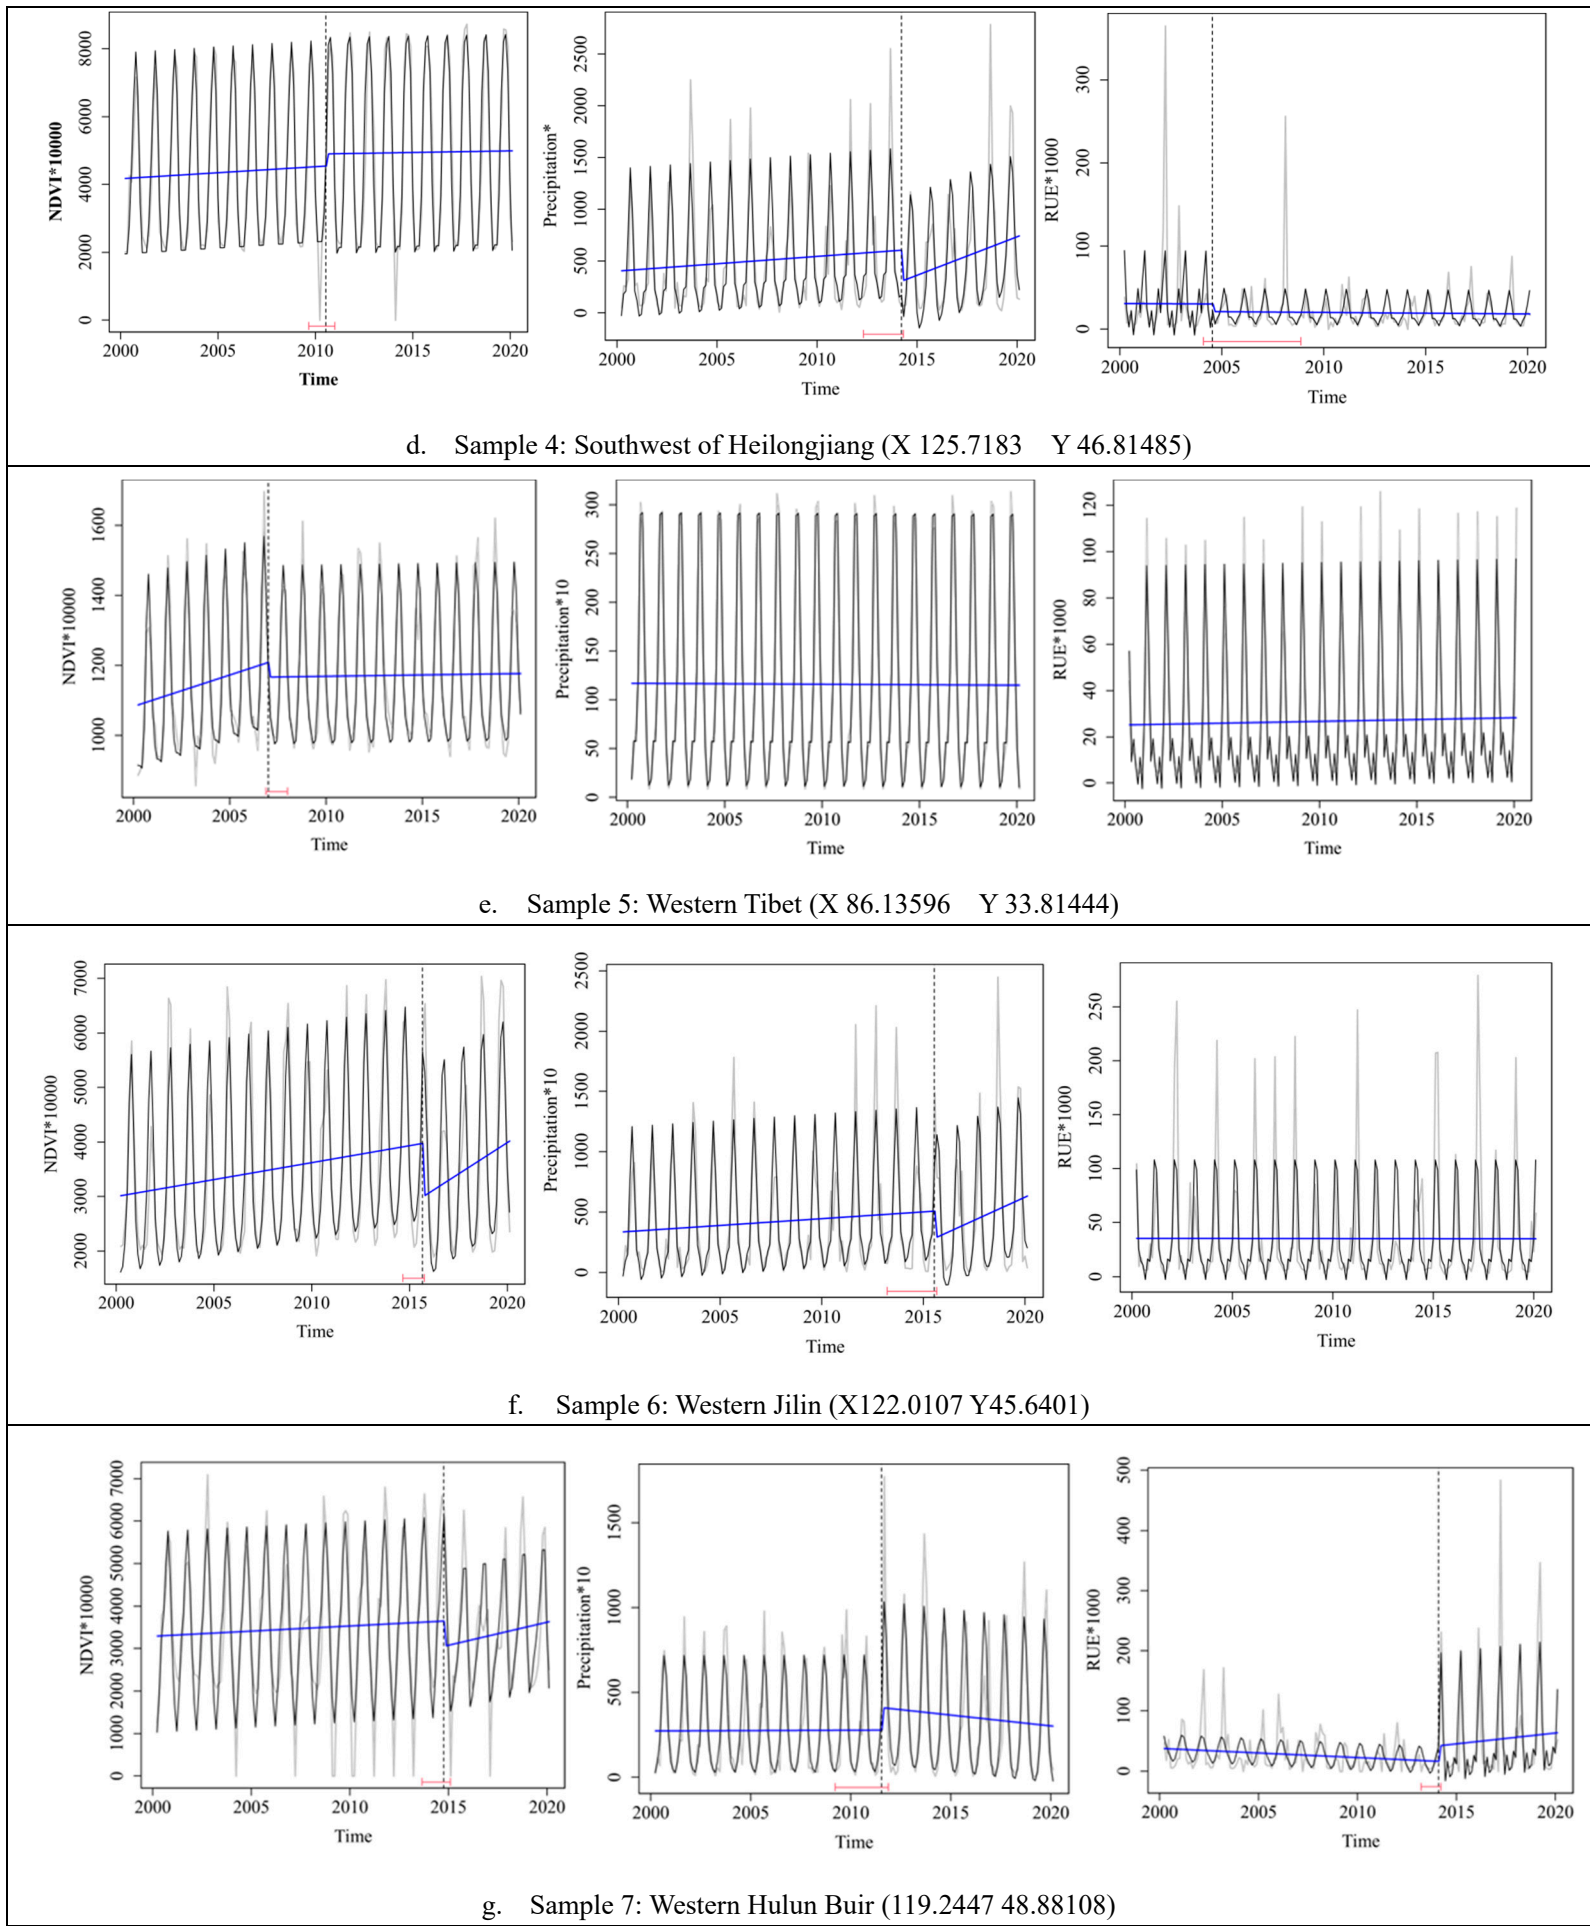 NDVI*10000
0 2000 4000 6000 8000
2000 2005 2010 2015 2020
Time
Precipitation*
0 500 1000 1500 2000 2500
2000 2005 2010 2015 2020
Time
RUE*1000
0 100 200 300
2000 2005 2010 2015 2020
Time
d. Sample 4: Southwest of Heilongjiang (X 125.7183 Y 46.81485)
NDVI*10000
1000 1200 1400 1600
2000 2005 2010 2015 2020
Time
Precipitation*10
0 50 100 150 200 250 300
2000 2005 2010 2015 2020
Time
RUE*1000
0 20 40 60 80 100 120
2000 2005 2010 2015 2020
Time
e. Sample 5: Western Tibet (X 86.13596 Y 33.81444)
NDVI*10000
2000 3000 4000 5000 6000 7000
2000 2005 2010 2015 2020
Time
Precipitation*10
0 500 1000 1500 2000 2500
2000 2005 2010 2015 2020
Time
RUE*1000
0 50 100 150 200 250
2000 2005 2010 2015 2020
Time
f. Sample 6: Western Jilin (X122.0107 Y45.6401)
NDVI*10000
0 1000 2000 3000 4000 5000 6000 7000
2000 2005 2010 2015 2020
Time
Precipitation*10
0 500 1000 1500
2000 2005 2010 2015 2020
Time
RUE*1000
0 100 200 300 400 500
2000 2005 2010 2015 2020
Time
g. Sample 7: Western Hulun Buir (119.2447 48.88108)